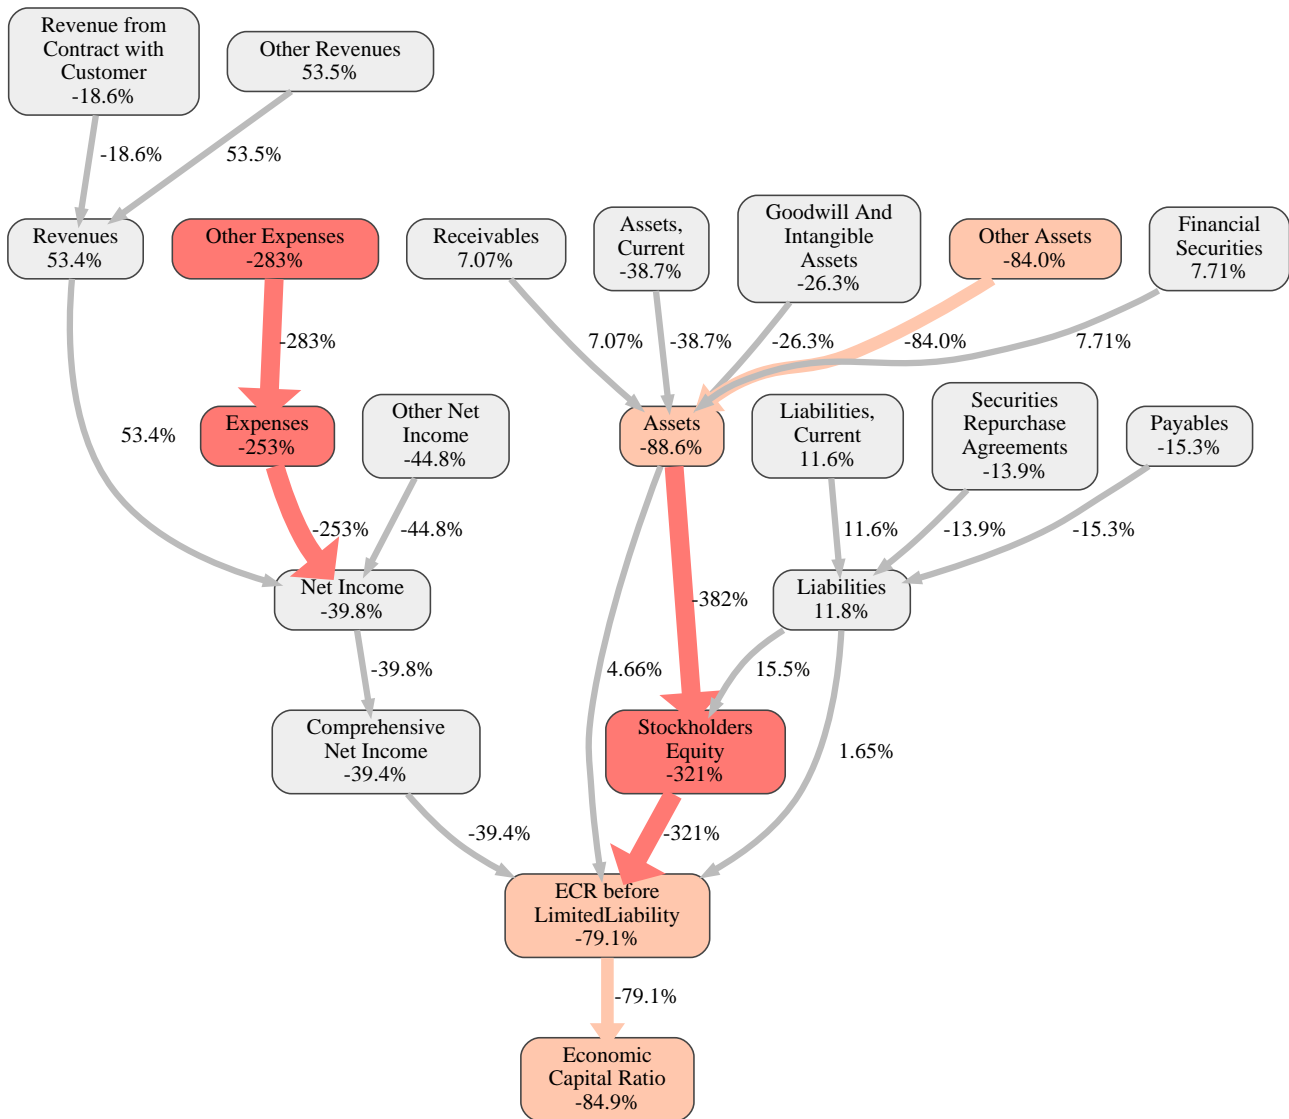 Revenue from
Contract with
Customer
-18.6%
Other Revenues
53.5%
-18.6%
53.5%
Revenues
53.4%
Other Expenses
-283%
Receivables
7.07%
Assets,
Current
-38.7%
Goodwill And
Intangible
Assets
-26.3%
Other Assets
-84.0%
Financial
Securities
7.71%
-283%
7.07%
-38.7%
-26.3%
-84.0%
7.71%
Expenses
-253%
Other Net
Income
-44.8%
Assets
-88.6%
Liabilities,
Current
11.6%
Securities
Repurchase
Agreements
-13.9%
Payables
-15.3%
53.4%
-253%
-44.8%
11.6%
-13.9%
-15.3%
Net Income
-39.8%
-382%
Liabilities
11.8%
-39.8%
4.66%
15.5%
Comprehensive
Net Income
-39.4%
Stockholders
Equity
-321%
1.65%
-39.4%
-321%
ECR before
LimitedLiability
-79.1%
-79.1%
Economic
Capital Ratio
-84.9%